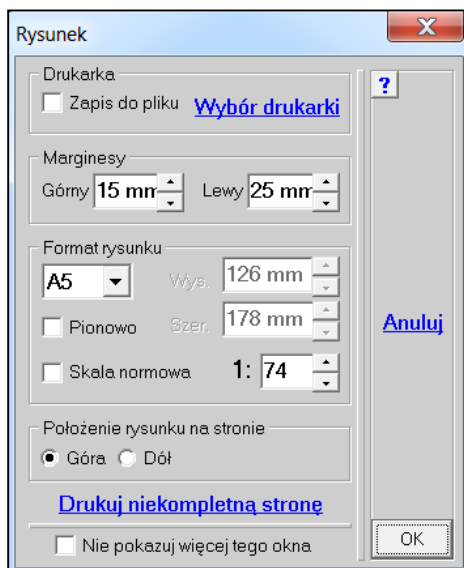 Rysunek
Drukarka
?
Zapis do pliku Wybór drukarki
Marginesy
Górny 15 mm Lewy 25 mm
Format rysunku
A5 Wys. 126 mm
Pionowo Szer. 178 mm
Anuluj
Skala normowa 1: 74
Położenie rysunku na stronie
Góra Dół
Drukuj niekompletną stronę
OK
Nie pokazuj więcej tego okna